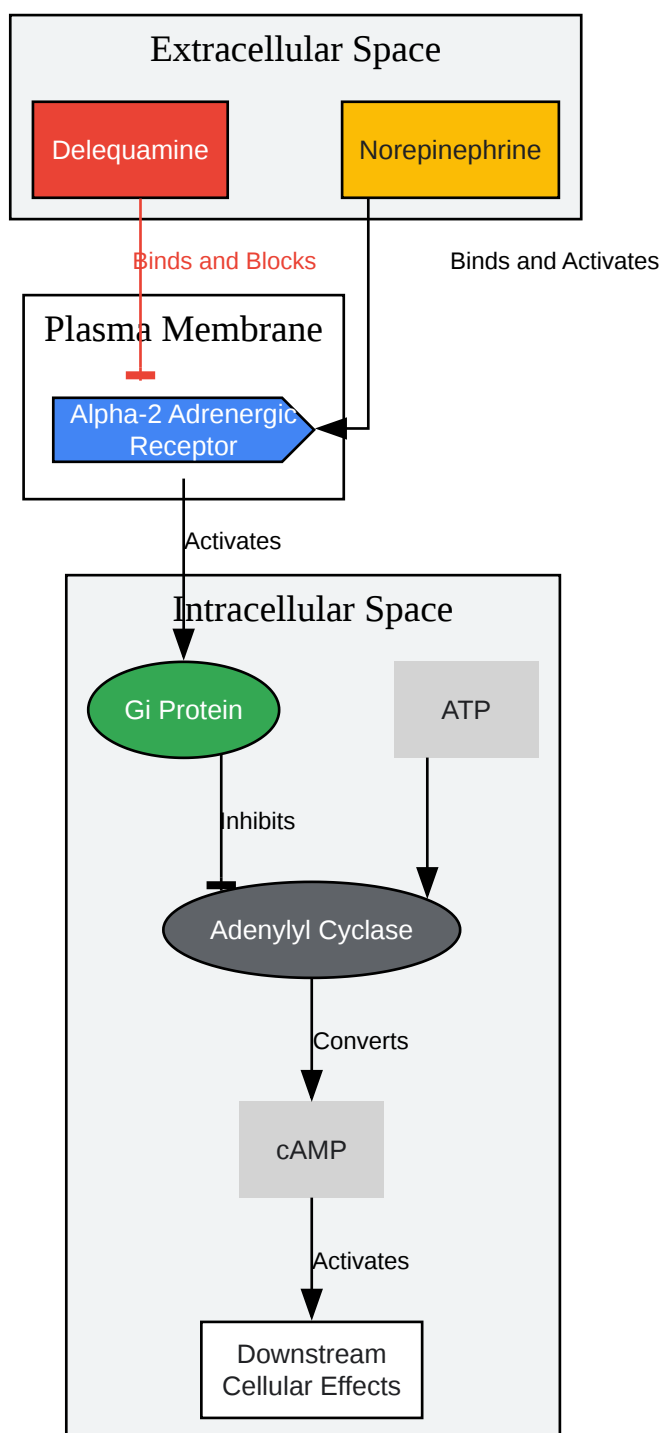 Extracellular Space
Delequamine
Norepinephrine
Binds and Blocks
Binds and Activates
Plasma Membrane
Alpha-2 Adrenergic
Receptor
Activates
Intracellular Space
Gi Protein
ATP
Inhibits
Adenylyl Cyclase
Converts
cAMP
Activates
Downstream
Cellular Effects